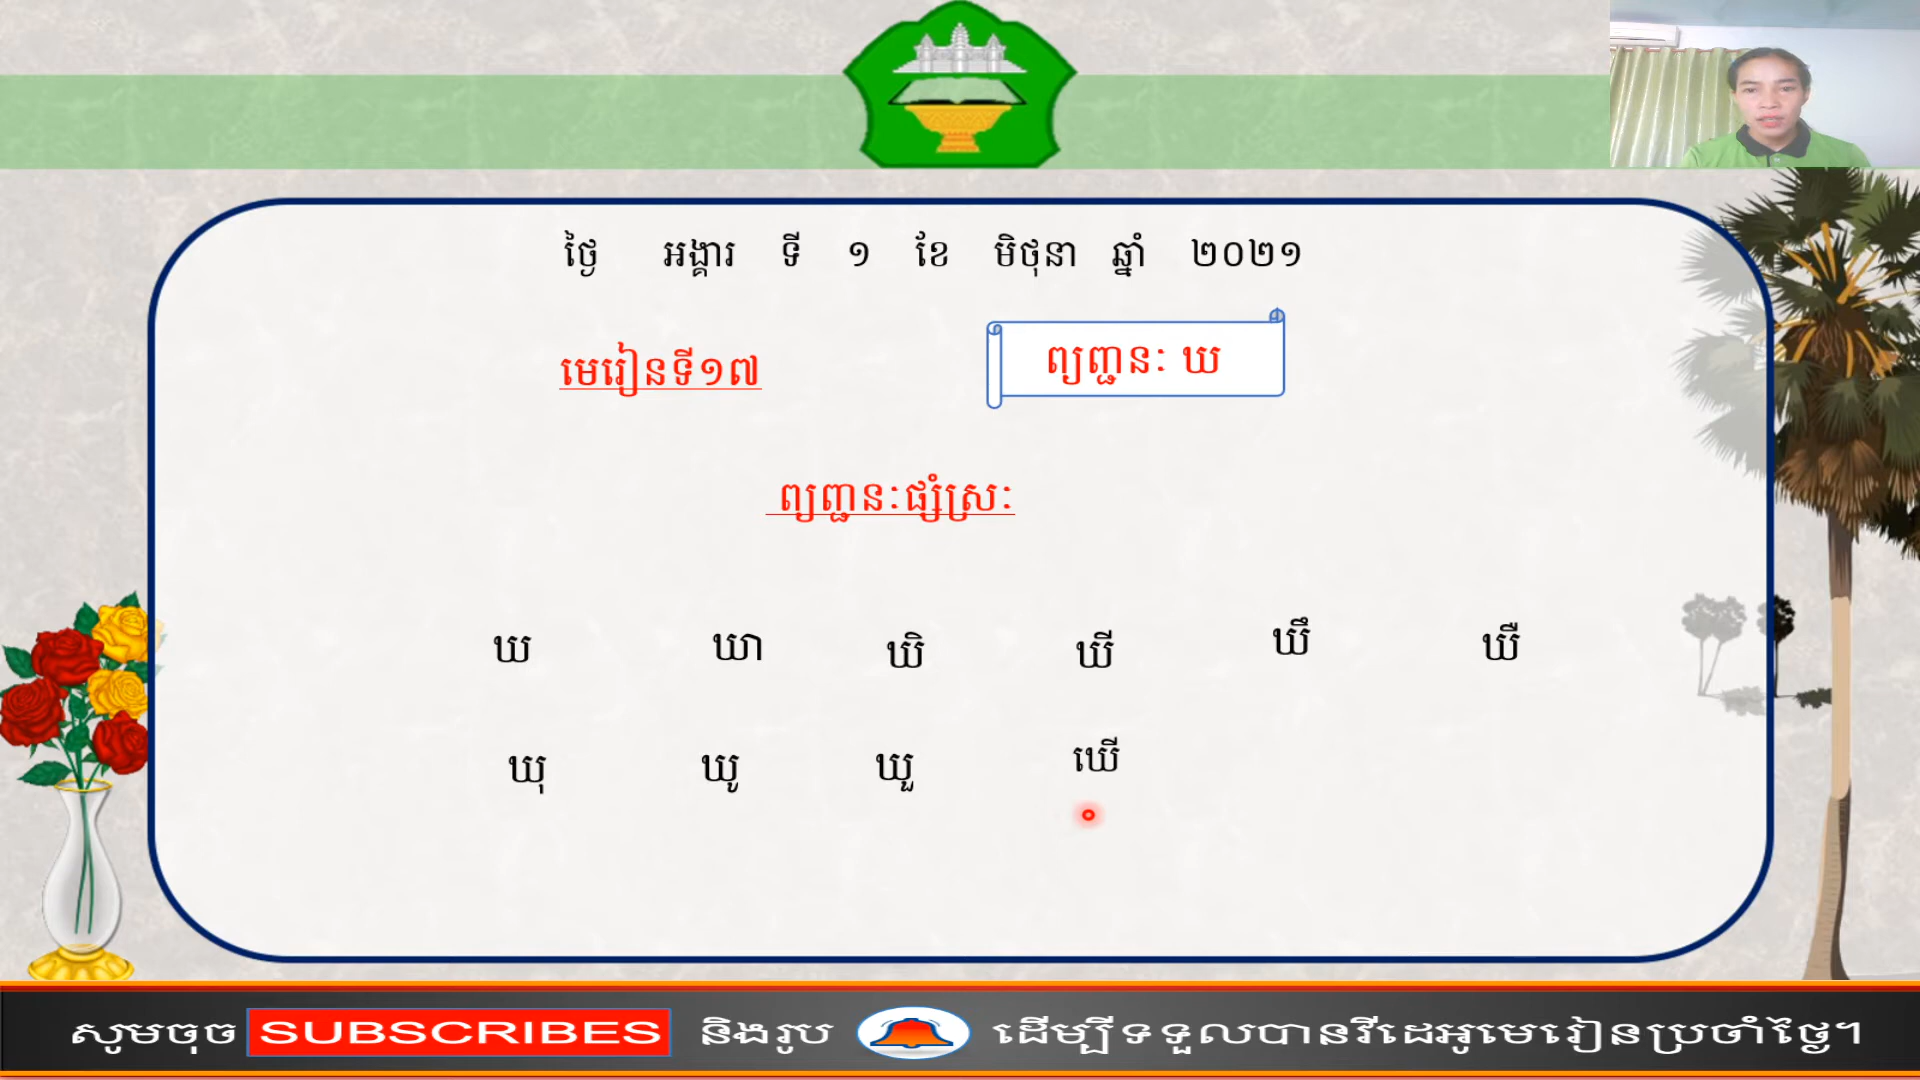 ថ្ងៃ អង្គារ ទី ១ ខែ មិថុនា ឆ្នាំ ២០២១
មេរៀនទី១៧
ព្យញ្ជនៈ ឃ
ព្យញ្ជនៈផ្សំស្រៈ
ឃ ឃា ឃិ ឃី ឃឹ ឃឺ
ឃុ ឃូ ឃួ ឃើ
សូមចុច SUBSCRIBES និងរូប ដើម្បីទទួលបានវីដេអូមេរៀនប្រចាំថ្ងៃ។